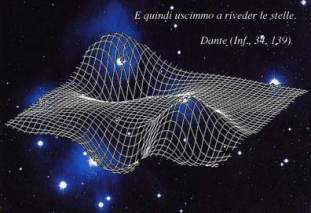 E quindi uscimmo a riveder le stelle.
Dante (Inf., 34, 139)